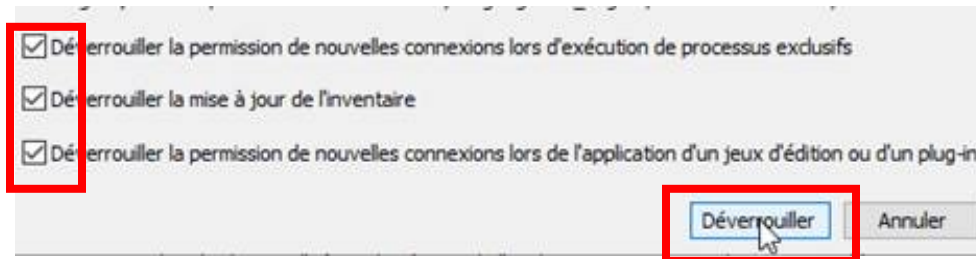 Déverrouiller la permission de nouvelles connexions lors d'exécution de processus exclusifs
Déverrouiller la mise à jour de l'inventaire
Déverrouiller la permission de nouvelles connexions lors de l'application d'un jeux d'édition ou d'un plug-in
Déverrouiller Annuler